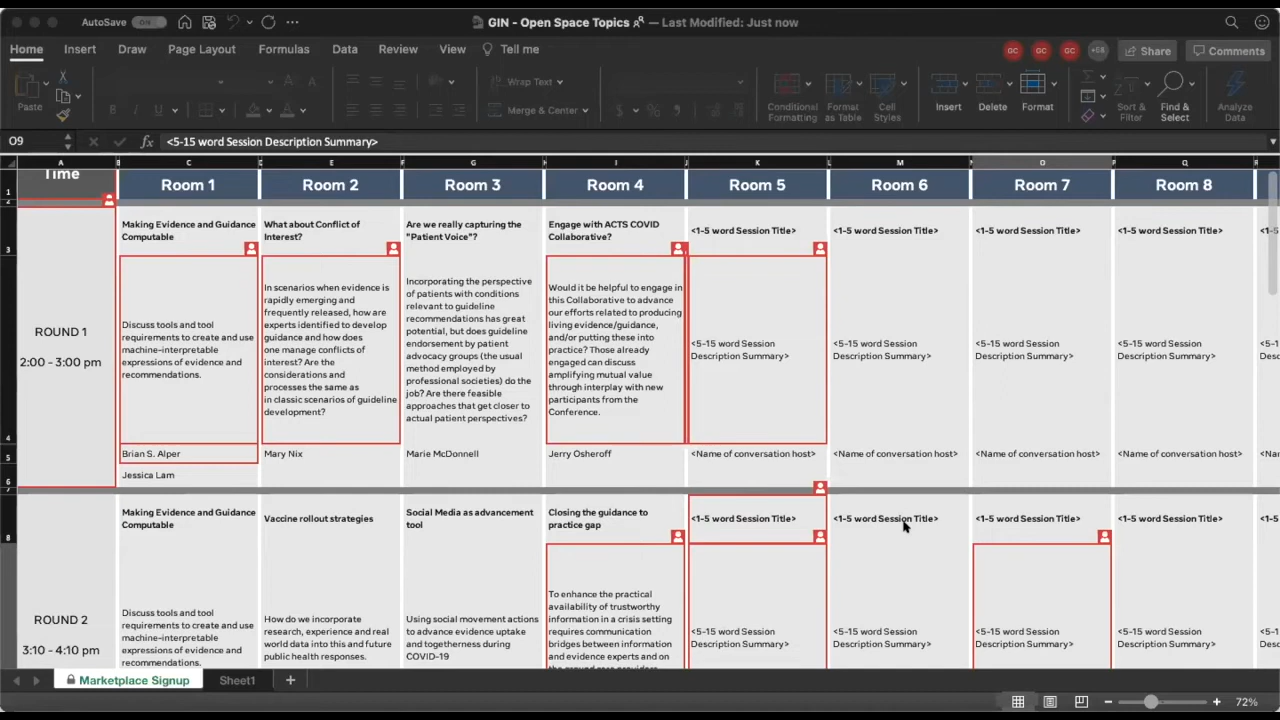 AutoSave ON
GIN - Open Space Topics — Last Modified: Just now
Home Insert Draw Page Layout Formulas Data Review View Tell me
GC GC GC +58 Share Comments
Paste
B I U
A A
Wrap Text
Merge & Center
$ %
Conditional Formatting
Format as Table
Cell Styles
Insert
Delete
Format
Sort & Filter
Find & Select
Analyze Data
O9 fx <5-15 word Session Description Summary>
A B C E F G H I J K L M O P Q R
1
Time Room 1 Room 2 Room 3 Room 4 Room 5 Room 6 Room 7 Room 8
3
Making Evidence and Guidance
Computable
What about Conflict of
Interest?
Are we really capturing the
"Patient Voice"?
Engage with ACTS COVID
Collaborative?
<1-5 word Session Title>
<1-5 word Session Title>
<1-5 word Session Title>
<1-5 word Session Title>
4
ROUND 1
2:00 - 3:00 pm
Discuss tools and tool
requirements to create and use
machine-interpretable
expressions of evidence and
recommendations.
In scenarios when evidence is
rapidly emerging and
frequently released, how are
experts identified to develop
guidance and how does
one manage conflicts of
interest? Are the
considerations and
processes the same as
in classic scenarios of guideline
development?
Incorporating the perspective
of patients with conditions
relevant to guideline
recommendations has great
potential, but does guideline
endorsement by patient
advocacy groups (the usual
method employed by
professional societies) do the
job? Are there feasible
approaches that get closer to
actual patient perspectives?
Would it be helpful to engage in
this Collaborative to advance
our efforts related to producing
living evidence/guidance,
and/or putting these into
practice? Those already
engaged can discuss
amplifying mutual value
through interplay with new
participants from the
Conference.
<5-15 word Session
Description Summary>
<5-15 word Session
Description Summary>
<5-15 word Session
Description Summary>
<5-15 word Session
Description Summary>
5
Brian S. Alper
Mary Nix
Marie McDonnell
Jerry Osheroff
<Name of conversation host>
<Name of conversation host>
<Name of conversation host>
<Name of conversation host>
<Nan
6
Jessica Lam
8
Making Evidence and Guidance
Computable
Vaccine rollout strategies
Social Media as advancement
tool
Closing the guidance to
practice gap
<1-5 word Session Title>
<1-5 word Session Title>
<1-5 word Session Title>
<1-5 word Session Title>
ROUND 2
3:10 - 4:10 pm
Discuss tools and tool
requirements to create and use
machine-interpretable
expressions of evidence and
recommendations.
How do we incorporate
research, experience and real
world data into this and future
public health responses.
Using social movement actions
to advance evidence uptake
and togetherness during
COVID-19
To enhance the practical
availability of trustworthy
information in a crisis setting
requires communication
bridges between information
and evidence experts and on
the ground care providers
<5-15 word Session
Description Summary>
<5-15 word Session
Description Summary>
<5-15 word Session
Description Summary>
<5-15 word Session
Description Summary>
Marketplace Signup Sheet1 +
72%